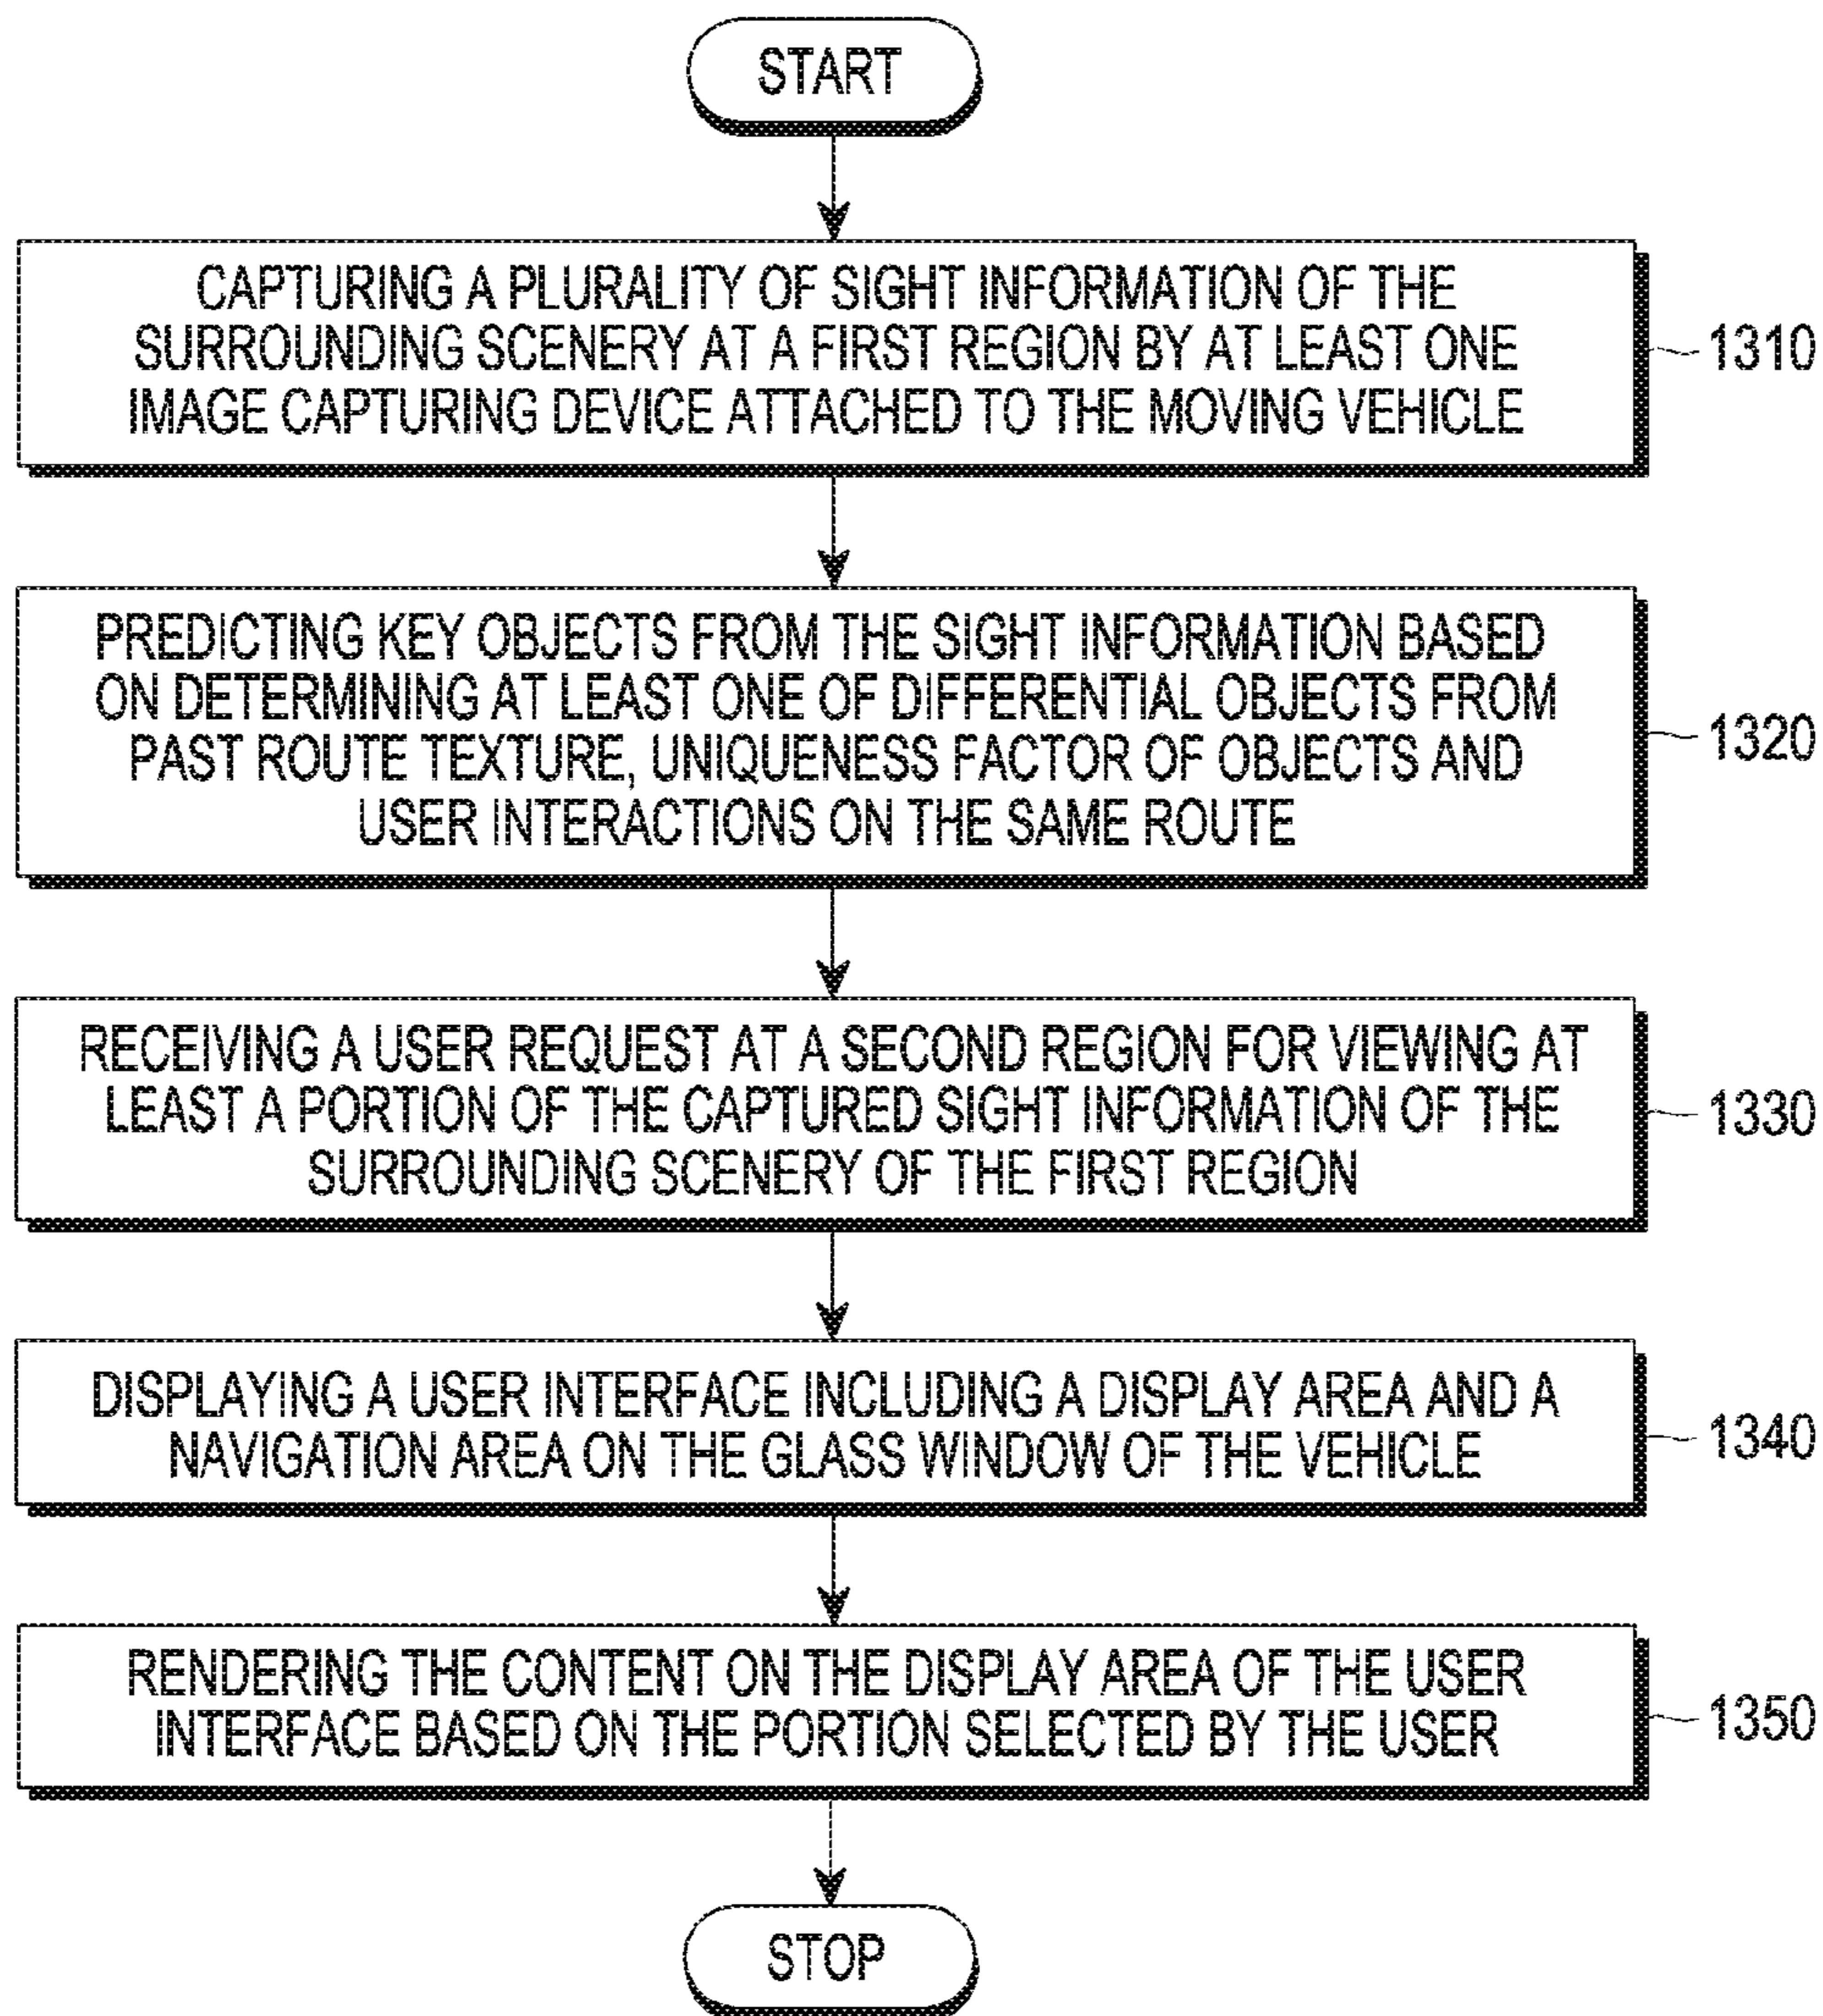 START
CAPTURING A PLURALITY OF SIGHT INFORMATION OF THE
SURROUNDING SCENERY AT A FIRST REGION BY AT LEAST ONE
IMAGE CAPTURING DEVICE ATTACHED TO THE MOVING VEHICLE
1310
PREDICTING KEY OBJECTS FROM THE SIGHT INFORMATION BASED
ON DETERMINING AT LEAST ONE OF DIFFERENTIAL OBJECTS FROM
PAST ROUTE TEXTURE, UNIQUENESS FACTOR OF OBJECTS AND
USER INTERACTIONS ON THE SAME ROUTE
1320
RECEIVING A USER REQUEST AT A SECOND REGION FOR VIEWING AT
LEAST A PORTION OF THE CAPTURED SIGHT INFORMATION OF THE
SURROUNDING SCENERY OF THE FIRST REGION
1330
DISPLAYING A USER INTERFACE INCLUDING A DISPLAY AREA AND A
NAVIGATION AREA ON THE GLASS WINDOW OF THE VEHICLE
1340
RENDERING THE CONTENT ON THE DISPLAY AREA OF THE USER
INTERFACE BASED ON THE PORTION SELECTED BY THE USER
1350
STOP